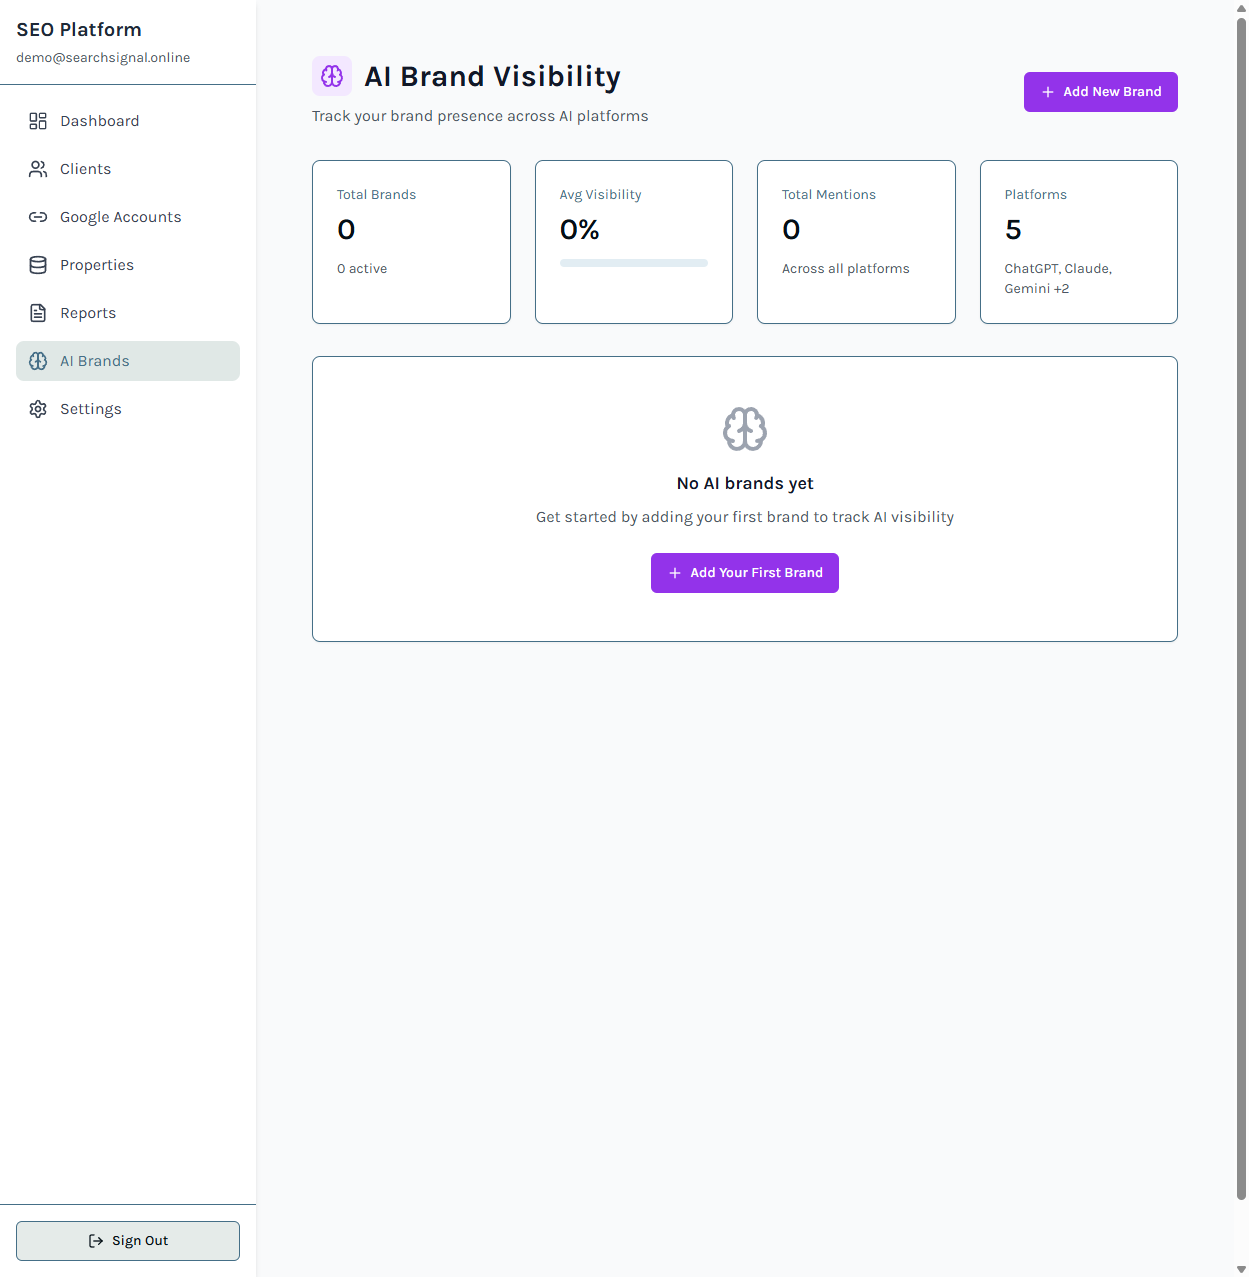 SEO Platform
demo@searchsignal.online
Dashboard
Clients
Google Accounts
Properties
Reports
AI Brands
Settings
Sign Out
AI Brand Visibility
Track your brand presence across AI platforms
Add New Brand
Total Brands
0
0 active
Avg Visibility
0%
Total Mentions
0
Across all platforms
Platforms
5
ChatGPT, Claude,
Gemini +2
No AI brands yet
Get started by adding your first brand to track AI visibility
Add Your First Brand